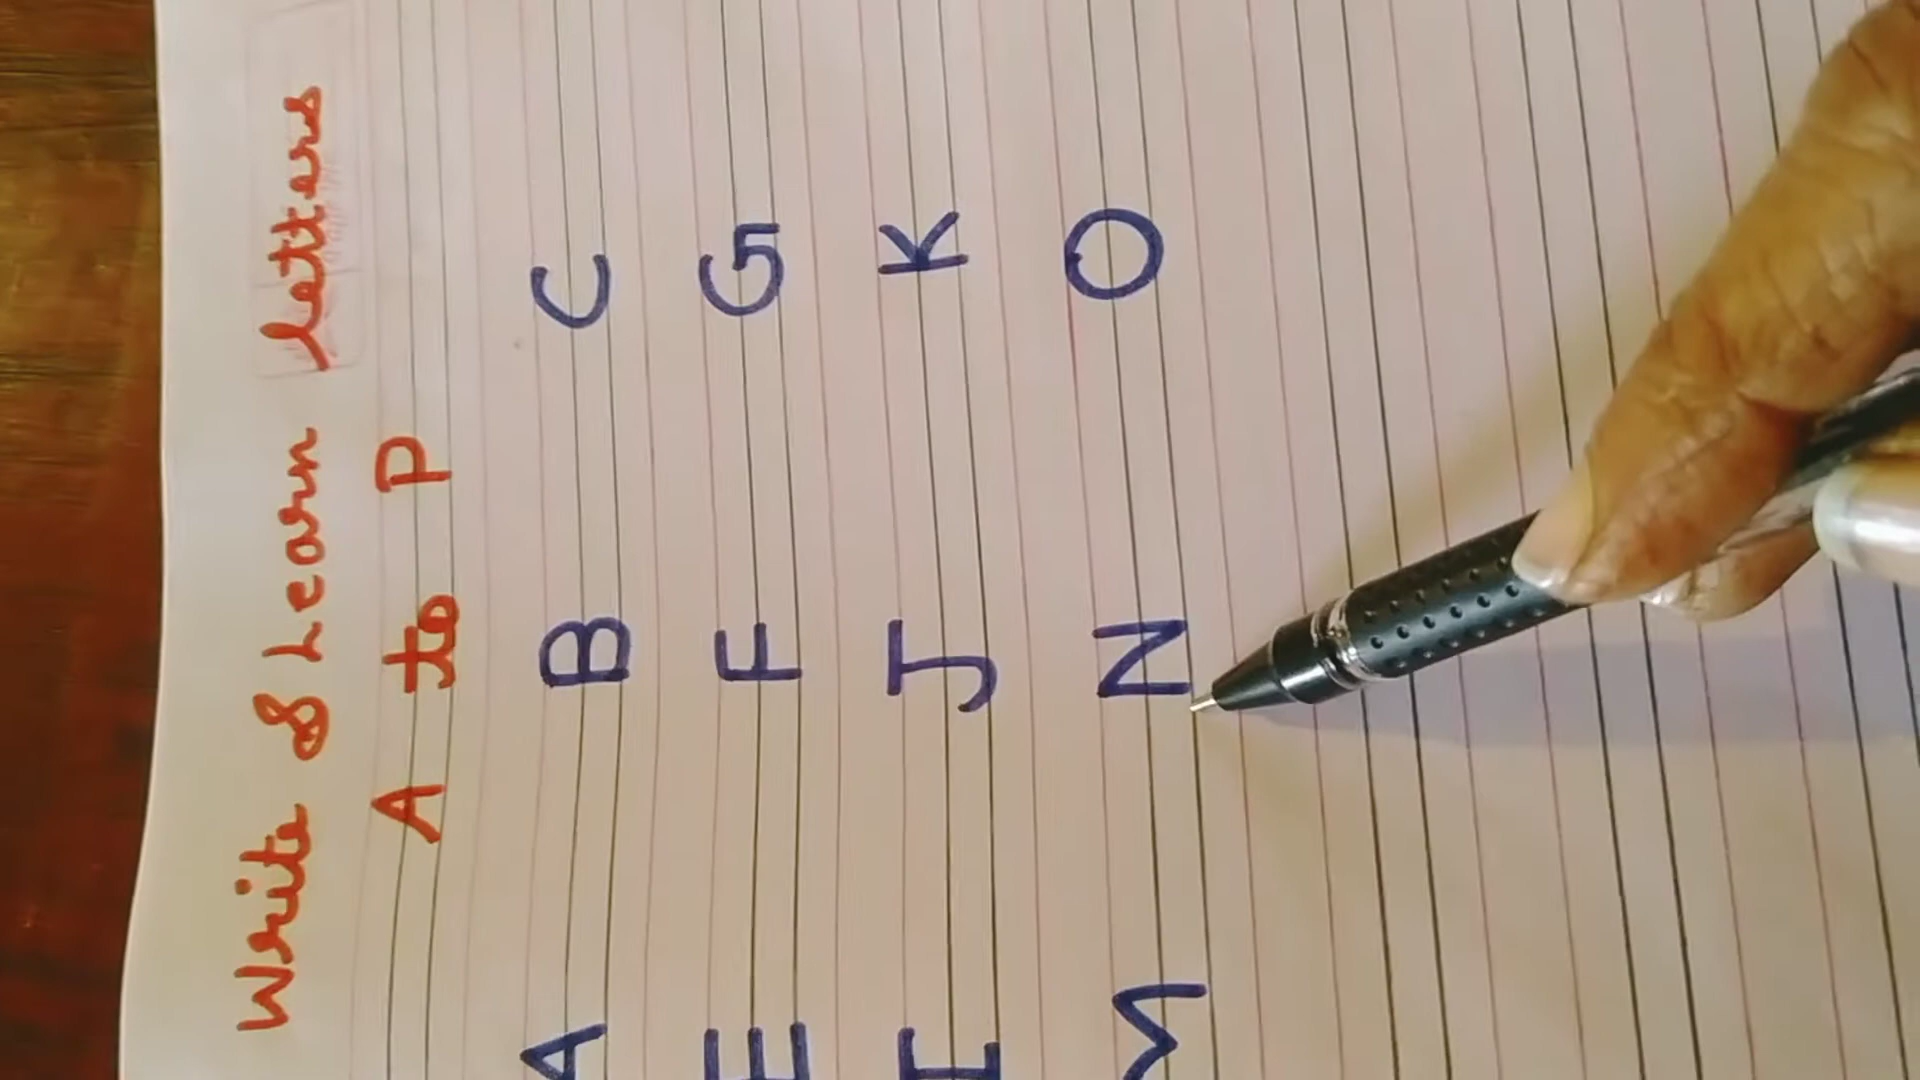 Write & Learn letters
A to P
A B C
E F G
I J K
M N O